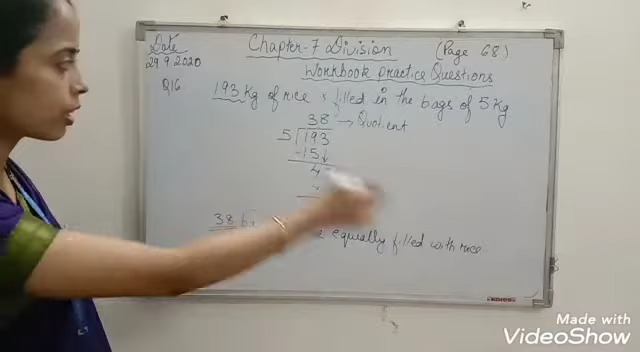 Date
29.9.2020
Chapter-7 Division
(Page 68)
Workbook Practice Questions
Q16
193 Kg of rice is filled in the bags of 5 Kg
38 → Quotient
5 193
-15↓
4
38
equally filled with rice.
KORES
Made with
VideoShow!